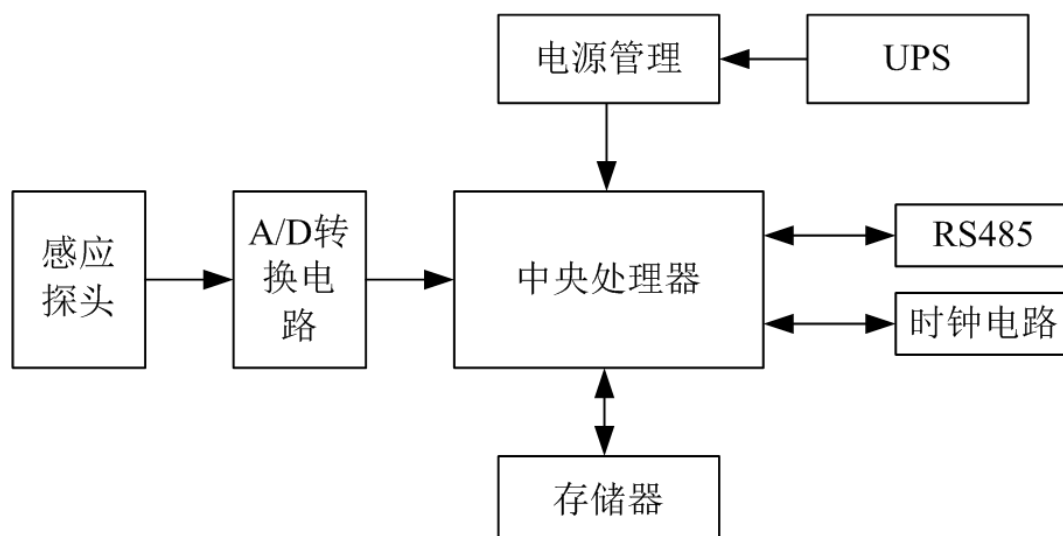 电源管理
UPS
感应
探头
A/D转
换电
路
中央处理器
RS485
时钟电路
存储器